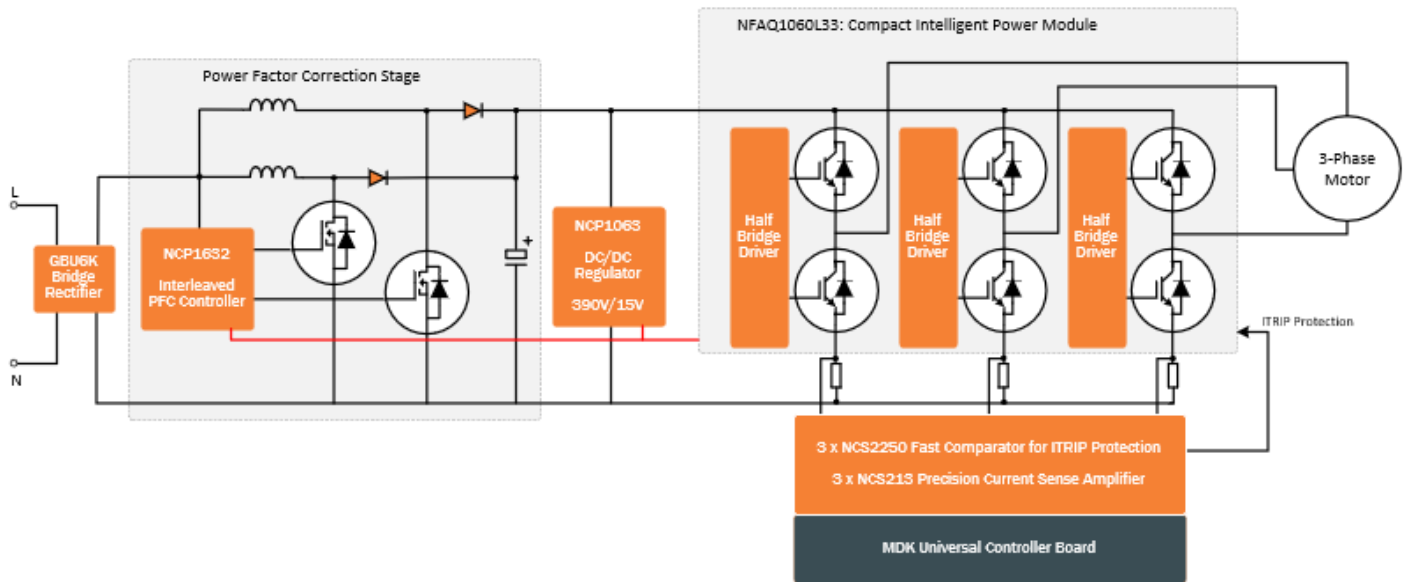 NFAQ1060L33: Compact Intelligent Power Module
Power Factor Correction Stage
L
N
GBU6K
Bridge
Rectifier
NCP1632
Interleaved
PFC Controller
+
NCP1063
DC/DC
Regulator
390V/15V
Half
Bridge
Driver
Half
Bridge
Driver
Half
Bridge
Driver
3-Phase
Motor
ITRIP Protection
3 x NCS2250 Fast Comparator for ITRIP Protection
3 x NCS213 Precision Current Sense Amplifier
MDK Universal Controller Board